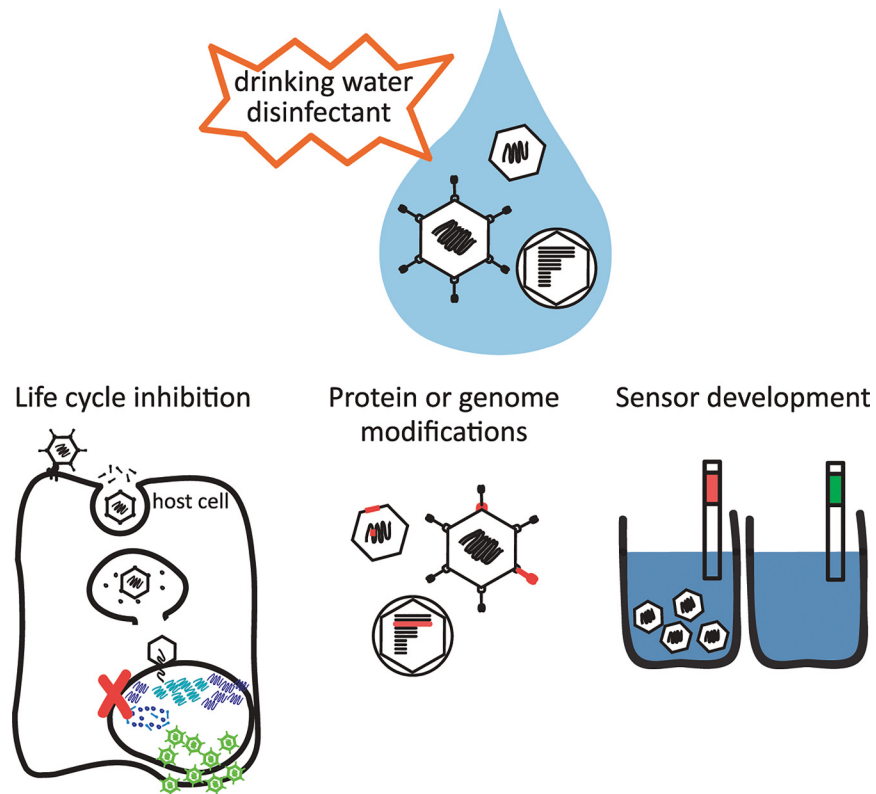 drinking water
disinfectant
Life cycle inhibition
Protein or genome
modifications
Sensor development
host cell